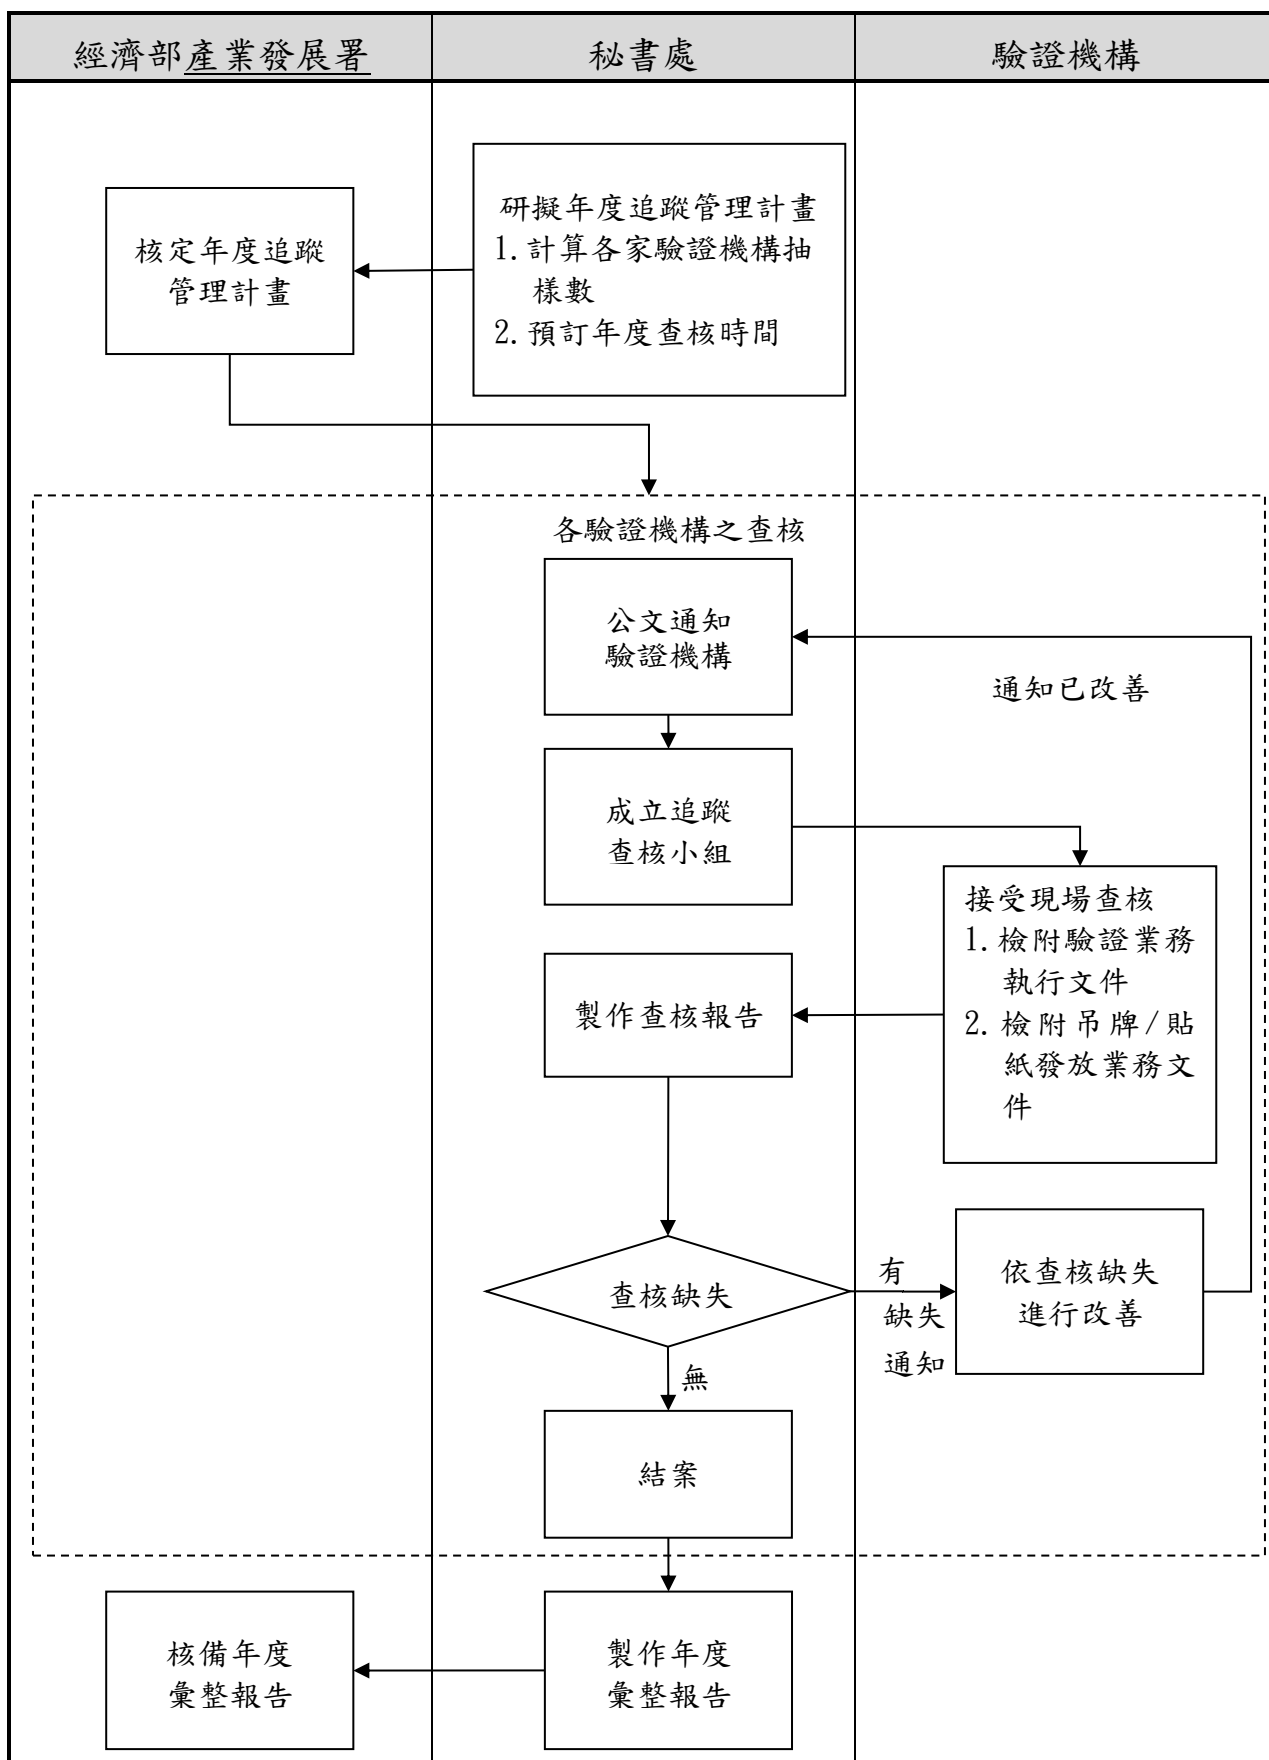 經濟部產業發展署
秘書處
驗證機構
研擬年度追蹤管理計畫
1.計算各家驗證機構抽
樣數
2.預訂年度查核時間
核定年度追蹤
管理計畫
各驗證機構之查核
公文通知
驗證機構
通知已改善
成立追蹤
查核小組
接受現場查核
1.檢附驗證業務
執行文件
2.檢附吊牌/貼
紙發放業務文
件
製作查核報告
查核缺失
有
缺失
通知
依查核缺失
進行改善
無
結案
製作年度
彙整報告
核備年度
彙整報告